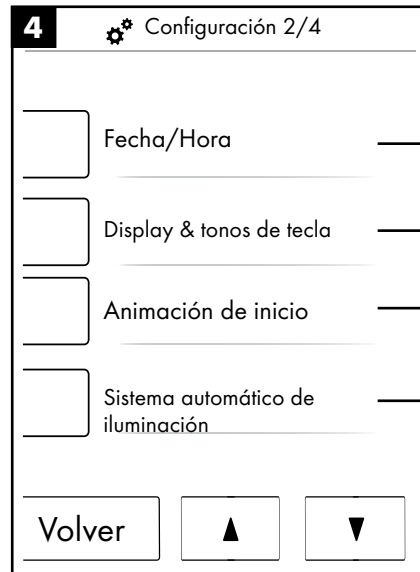 4
Configuración 2/4
Fecha/Hora
Display & tonos de tecla
Animación de inicio
Sistema automático de
iluminación
Volver